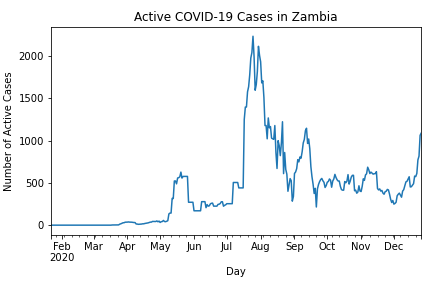 Active COVID-19 Cases in Zambia
Number of Active Cases
2000
1500
1000
500
0
Feb Mar Apr May Jun Jul Aug Sep Oct Nov Dec
2020
Day